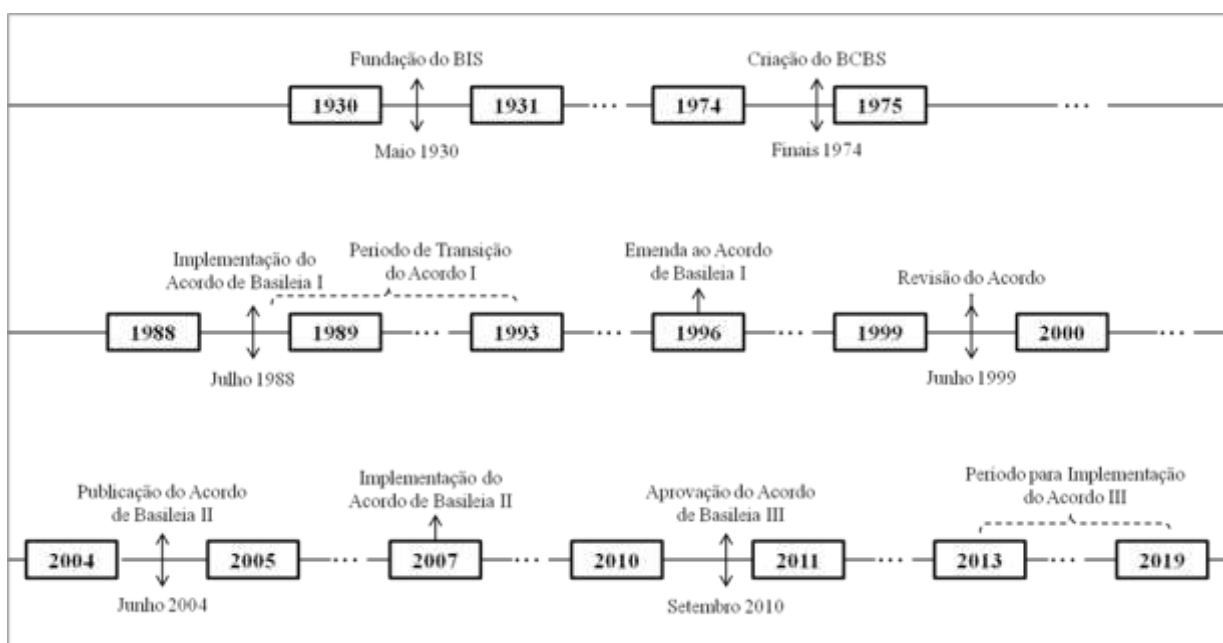 Fundação do BIS
Criação do BCBS
1930
1931
...
1974
1975
...
Maio 1930
Finais 1974
Implementação do
Acordo de Basileia I
Periodo de Transição
do Acordo I
Emenda ao Acordo
de Basileia I
Revisão do Acordo
1988
1989
...
1993
...
1996
...
1999
2000
...
Julho 1988
Junho 1999
Publicação do Acordo
de Basileia II
Implementação do
Acordo de Basileia II
Aprovação do Acordo
de Basileia III
Periodo para Implementação
do Acordo III
2004
2005
...
2007
...
2010
2011
...
2013
...
2019
Junho 2004
Setembro 2010